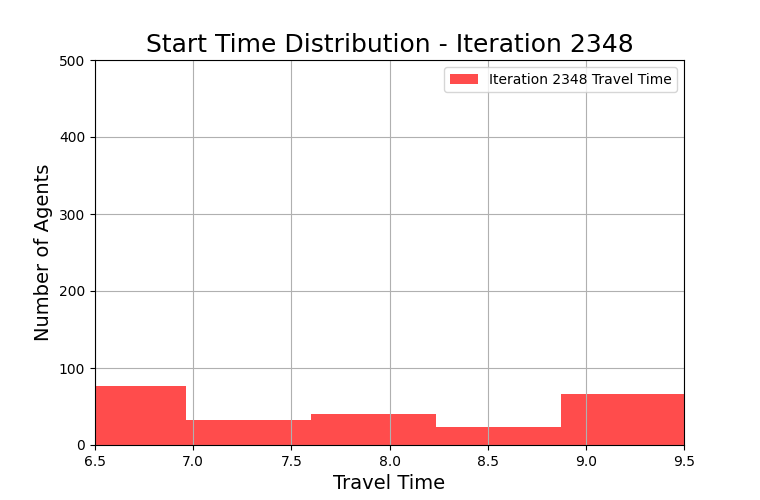 Start Time Distribution - Iteration 2348
Iteration 2348 Travel Time
Number of Agents
500
400
300
200
100
0
6.5 7.0 7.5 8.0 8.5 9.0 9.5
Travel Time